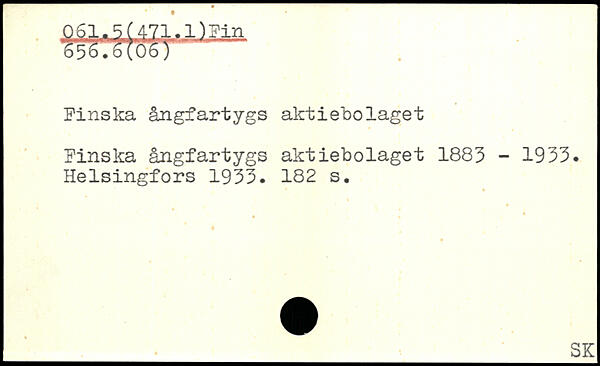 061.5(471.1)Fin
656.6(06)
Finska ångfartygs aktiebolaget
Finska ångfartygs aktiebolaget 1883 - 1933.
Helsingfors 1933. 182 s.
SK